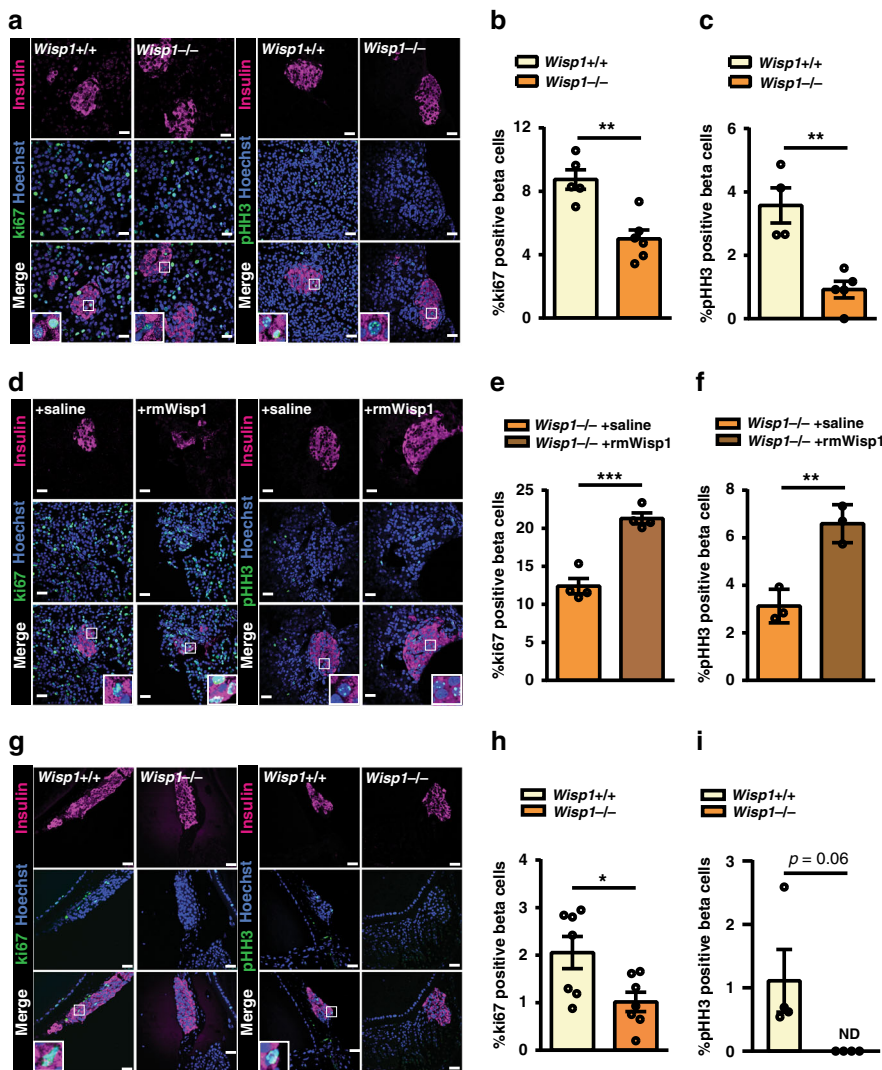 a
Wisp1+/+ Wisp1–/– Wisp1+/+ Wisp1–/–
Insulin
ki67 Hoechst
pHH3 Hoechst
Merge
Merge
b
Wisp1+/+
Wisp1–/–
**
12
8
4
0
%ki67 positive beta cells
c
Wisp1+/+
Wisp1–/–
**
6
4
2
0
%pHH3 positive beta cells
d
+saline +rmWisp1 +saline +rmWisp1
Insulin
Insulin
ki67 Hoechst
pHH3 Hoechst
Merge
Merge
e
Wisp1–/– +saline
Wisp1–/– +rmWisp1
***
25
20
15
10
5
0
%ki67 positive beta cells
f
Wisp1–/– +saline
Wisp1–/– +rmWisp1
**
8
6
4
2
0
%pHH3 positive beta cells
g
Wisp1+/+ Wisp1–/– Wisp1+/+ Wisp1–/–
Insulin
Insulin
ki67 Hoechst
pHH3 Hoechst
Merge
Merge
h
Wisp1+/+
Wisp1–/–
*
4
3
2
1
0
%ki67 positive beta cells
i
Wisp1+/+
Wisp1–/–
p = 0.06
3
2
1
0
ND
%pHH3 positive beta cells